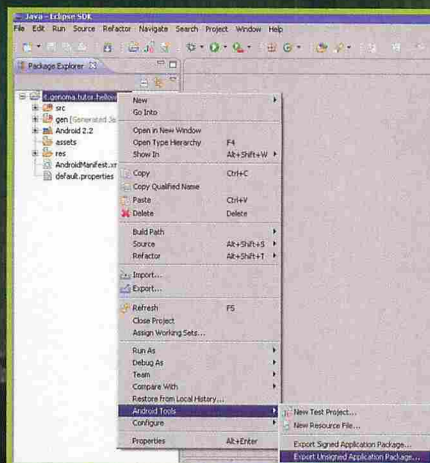 Java - Eclipse SDK
File Edit Run Source Refactor Navigate Search Project Window Help
Package Explorer
it.genoma.tutor.hellow
src
gen [Generated Ja
Android 2.2
assets
res
AndroidManifest.xm
default.properties
New
Go Into
Open in New Window
Open Type Hierarchy F4
Show In Alt+Shift+W
Copy Ctrl+C
Copy Qualified Name
Paste Ctrl+V
Delete Delete
Build Path
Source Alt+Shift+S
Refactor Alt+Shift+T
Import...
Export...
Refresh F5
Close Project
Assign Working Sets...
Run As
Debug As
Team
Compare With
Restore from Local History...
Android Tools
Configure
Properties Alt+Enter
New Test Project...
New Resource File...
Export Signed Application Package...
Export Unsigned Application Package...